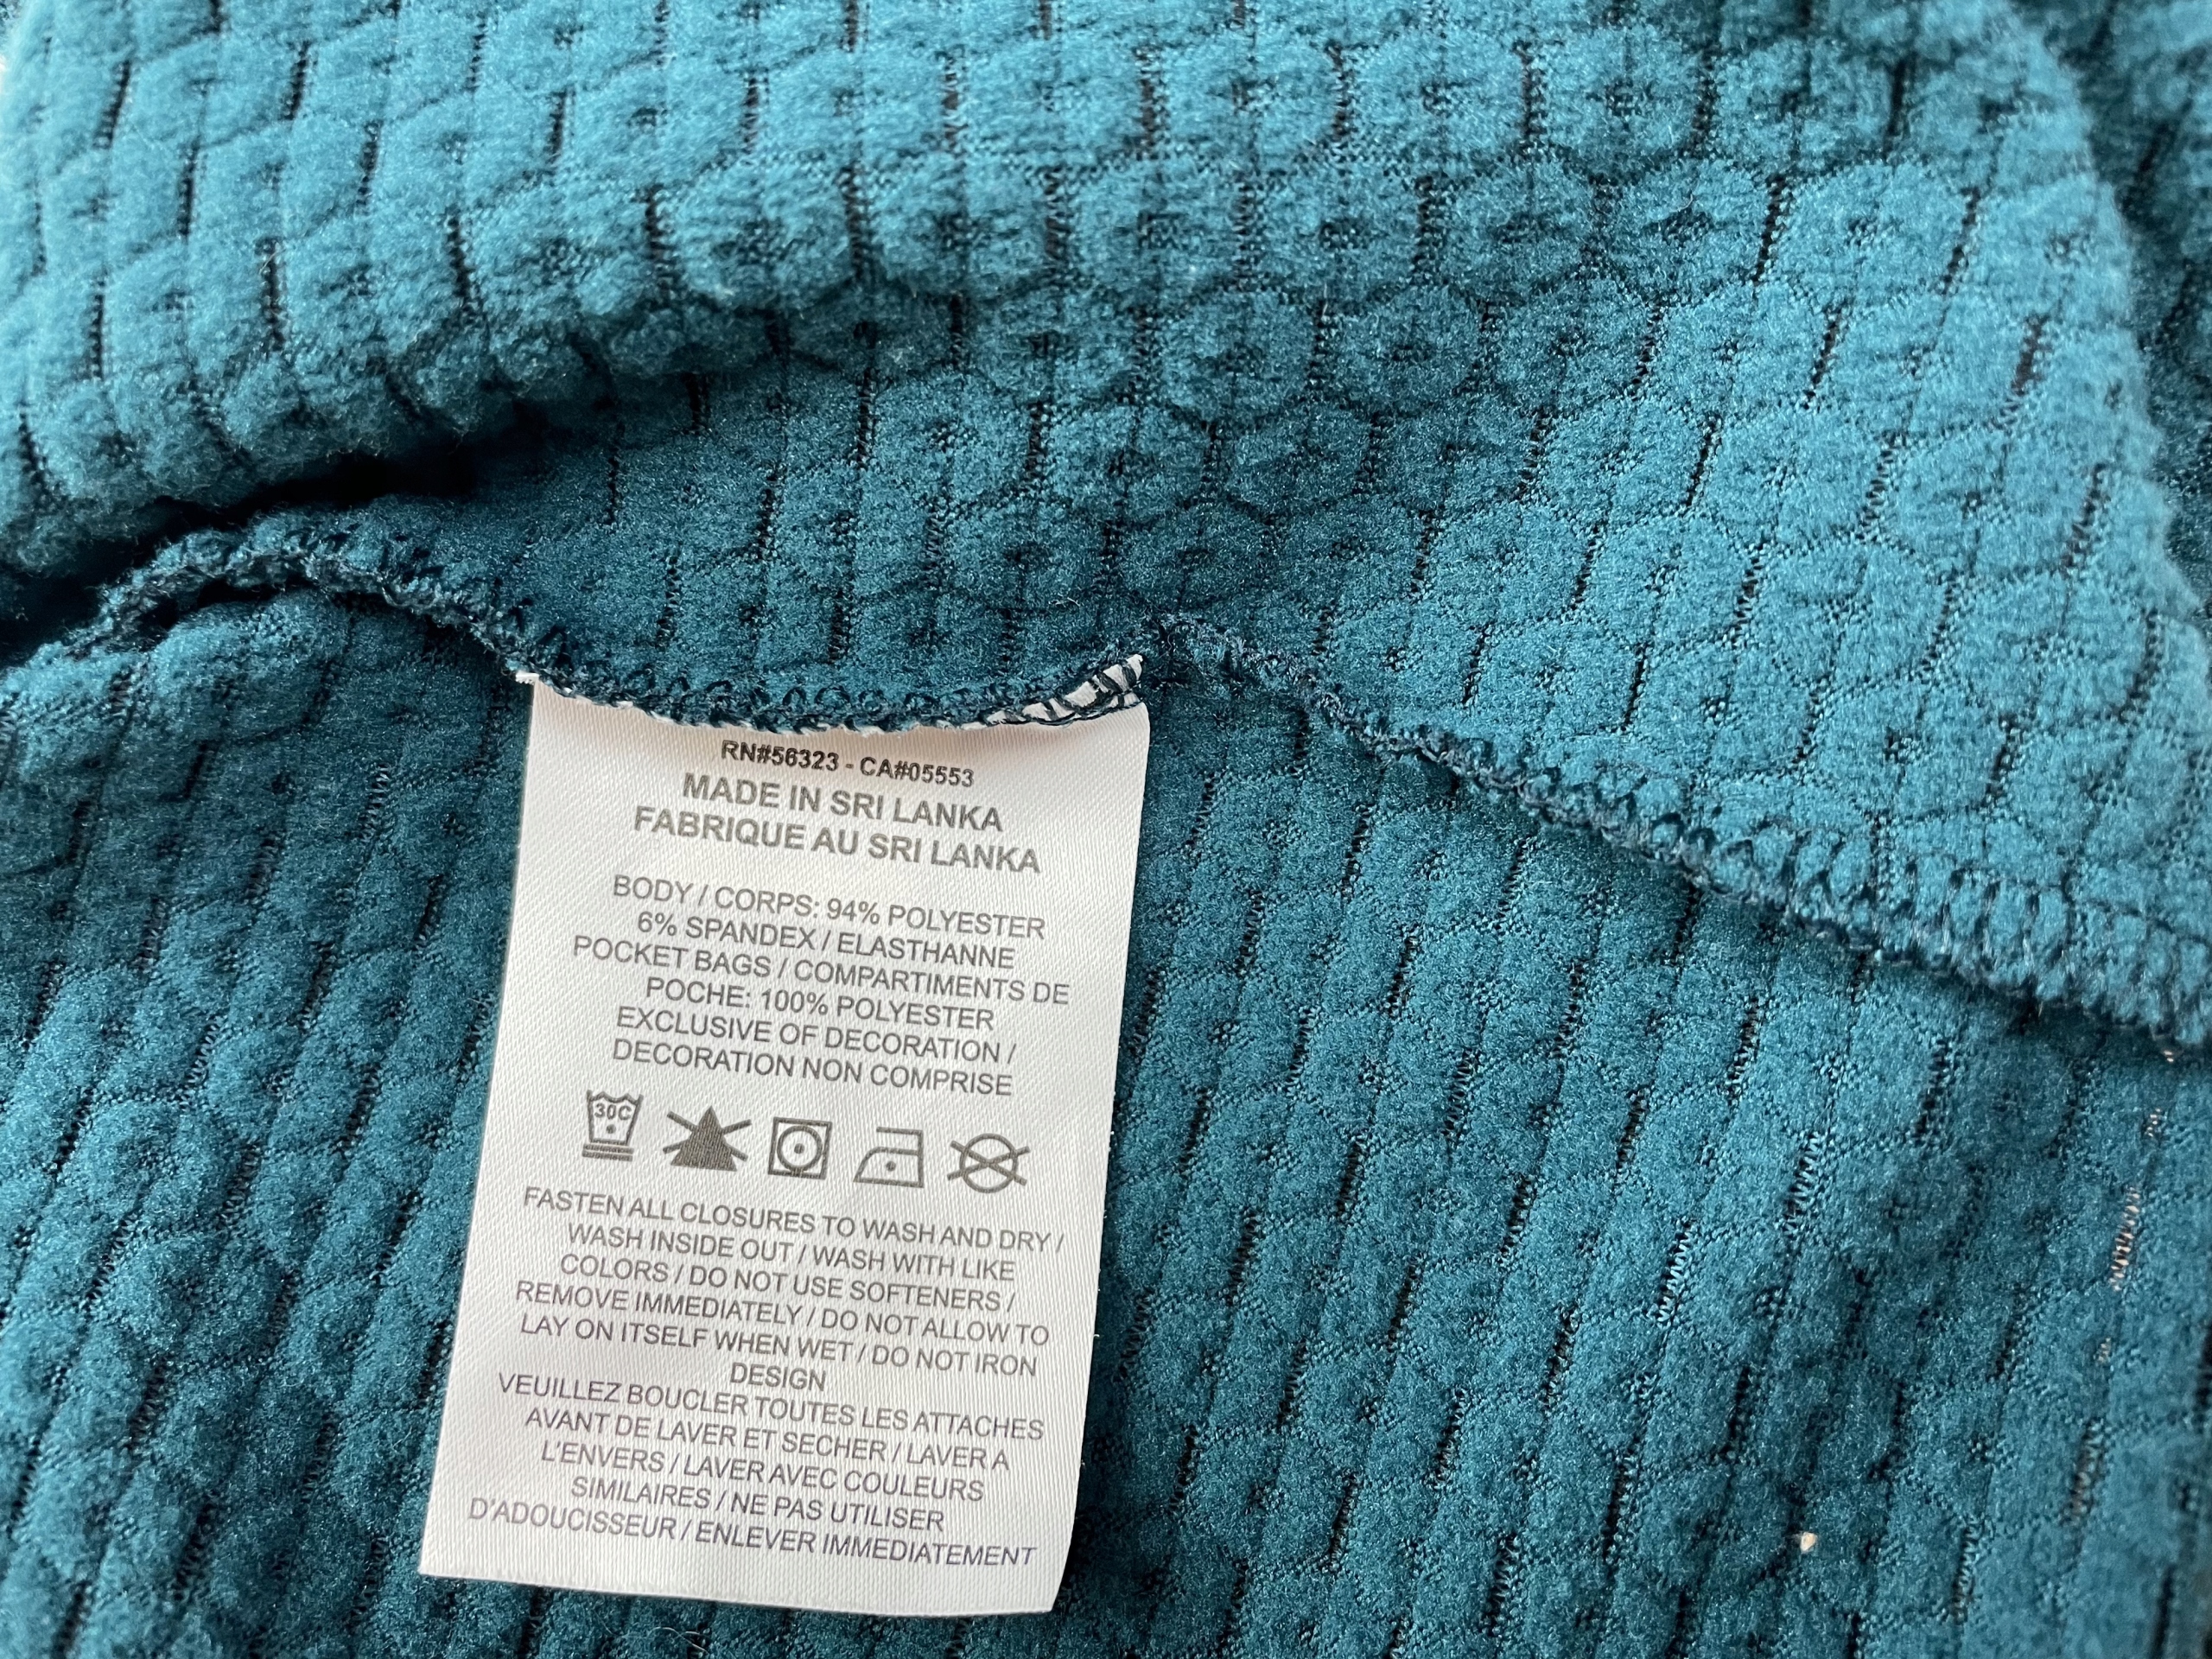 RN#56323 - CA#05553
MADE IN SRI LANKA
FABRIQUE AU SRI LANKA
BODY / CORPS: 94% POLYESTER
6% SPANDEX / ELASTHANNE
POCKET BAGS / COMPARTIMENTS DE
POCHE: 100% POLYESTER
EXCLUSIVE OF DECORATION /
DECORATION NON COMPRISE
30C
FASTEN ALL CLOSURES TO WASH AND DRY /
WASH INSIDE OUT / WASH WITH LIKE
COLORS / DO NOT USE SOFTENERS /
REMOVE IMMEDIATELY / DO NOT ALLOW TO
LAY ON ITSELF WHEN WET / DO NOT IRON
DESIGN
VEUILLEZ BOUCLER TOUTES LES ATTACHES
AVANT DE LAVER ET SECHER / LAVER A
L'ENVERS / LAVER AVEC COULEURS
SIMILAIRES / NE PAS UTILISER
D'ADOUCISSEUR / ENLEVER IMMEDIATEMENT